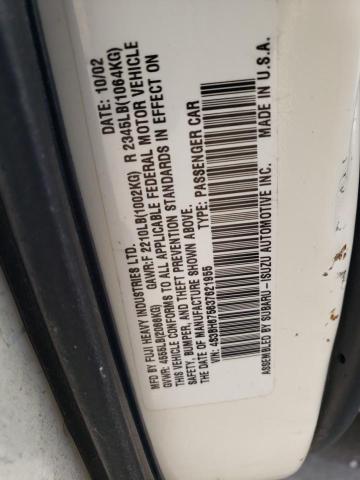 MFD BY FUJI HEAVY INDUSTRIES LTD. DATE: 10/02
GVWR: 4555LB(2066KG) GAWR:F 2210LB(1002KG) R 2345LB(1064KG)
THIS VEHICLE CONFORMS TO ALL APPLICABLE FEDERAL MOTOR VEHICLE
SAFETY, BUMPER, AND THEFT PREVENTION STANDARDS IN EFFECT ON
THE DATE OF MANUFACTURE SHOWN ABOVE.
VIN: 4S3BH675637621955 TYPE: PASSENGER CAR
ASSEMBLED BY SUBARU-ISUZU AUTOMOTIVE INC. MADE IN U.S.A.